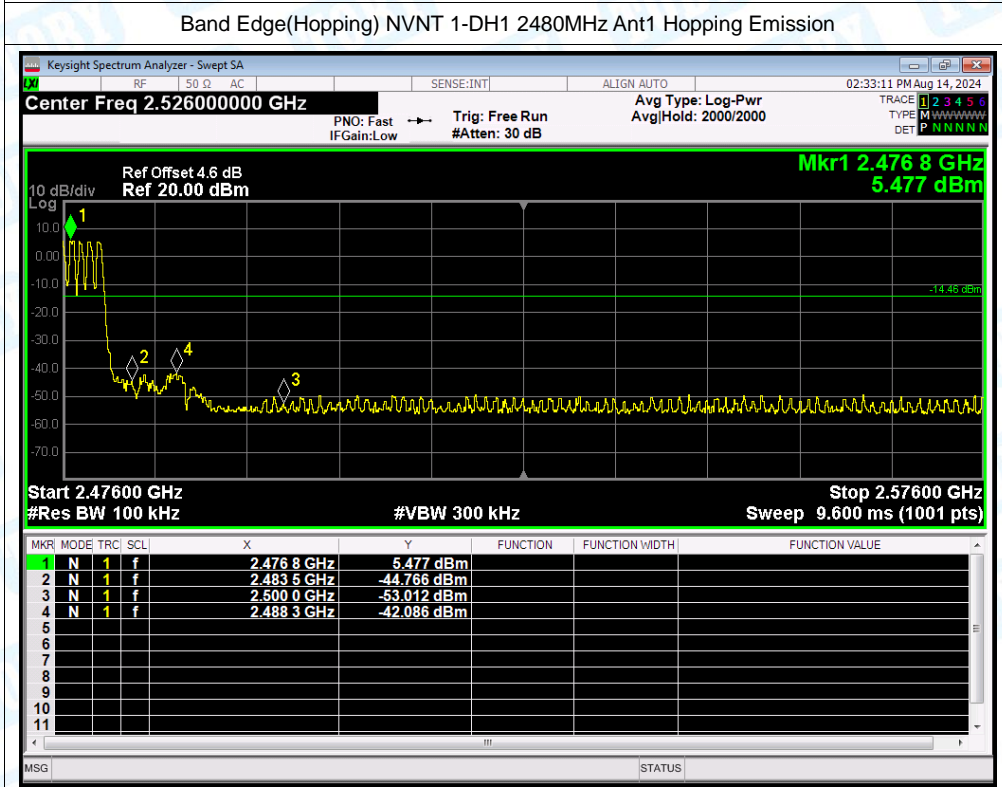 Band Edge(Hopping) NVNT 1-DH1 2480MHz Ant1 Hopping Emission
Keysight Spectrum Analyzer - Swept SA
LXI RF 50 Ω AC SENSE:INT ALIGN AUTO 02:33:11 PM Aug 14, 2024
Center Freq 2.526000000 GHz
PNO: Fast
IFGain:Low
Trig: Free Run
#Atten: 30 dB
Avg Type: Log-Pwr
Avg|Hold: 2000/2000
TRACE 1 2 3 4 5 6
TYPE M WWWWW
DET P N N N N N
Mkr1 2.476 8 GHz
5.477 dBm
Ref Offset 4.6 dB
10 dB/div Ref 20.00 dBm
Log
10.0
0.00
-10.0
-20.0
-30.0
-40.0
-50.0
-60.0
-70.0
1
2
4
3
-14.46 dBm
Start 2.47600 GHz Stop 2.57600 GHz
#Res BW 100 kHz #VBW 300 kHz Sweep 9.600 ms (1001 pts)
MKR MODE TRC SCL X Y FUNCTION FUNCTION WIDTH FUNCTION VALUE
1 N 1 f 2.476 8 GHz 5.477 dBm
2 N 1 f 2.483 5 GHz -44.766 dBm
3 N 1 f 2.500 0 GHz -53.012 dBm
4 N 1 f 2.488 3 GHz -42.086 dBm
5
6
7
8
9
10
11
MSG STATUS